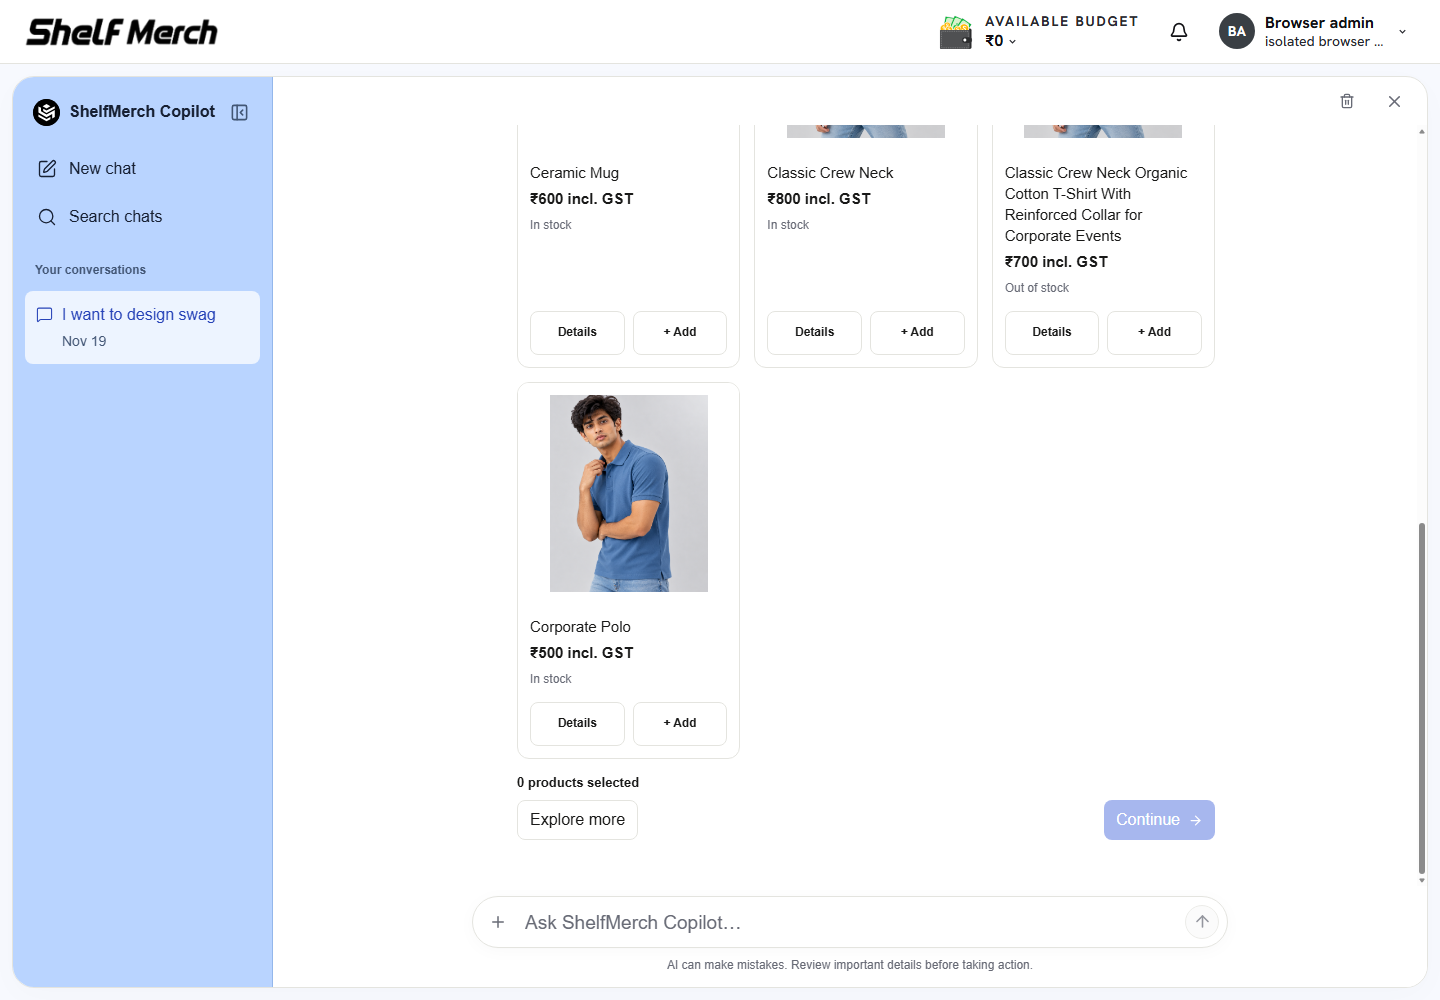 Shelf Merch
AVAILABLE BUDGET
₹0
BA
Browser admin
isolated browser ...
ShelfMerch Copilot
New chat
Search chats
Your conversations
I want to design swag
Nov 19
Ceramic Mug
₹600 incl. GST
In stock
Details
+ Add
Classic Crew Neck
₹800 incl. GST
In stock
Details
+ Add
Classic Crew Neck Organic
Cotton T-Shirt With
Reinforced Collar for
Corporate Events
₹700 incl. GST
Out of stock
Details
+ Add
Corporate Polo
₹500 incl. GST
In stock
Details
+ Add
0 products selected
Explore more
Continue →
Ask ShelfMerch Copilot…
AI can make mistakes. Review important details before taking action.